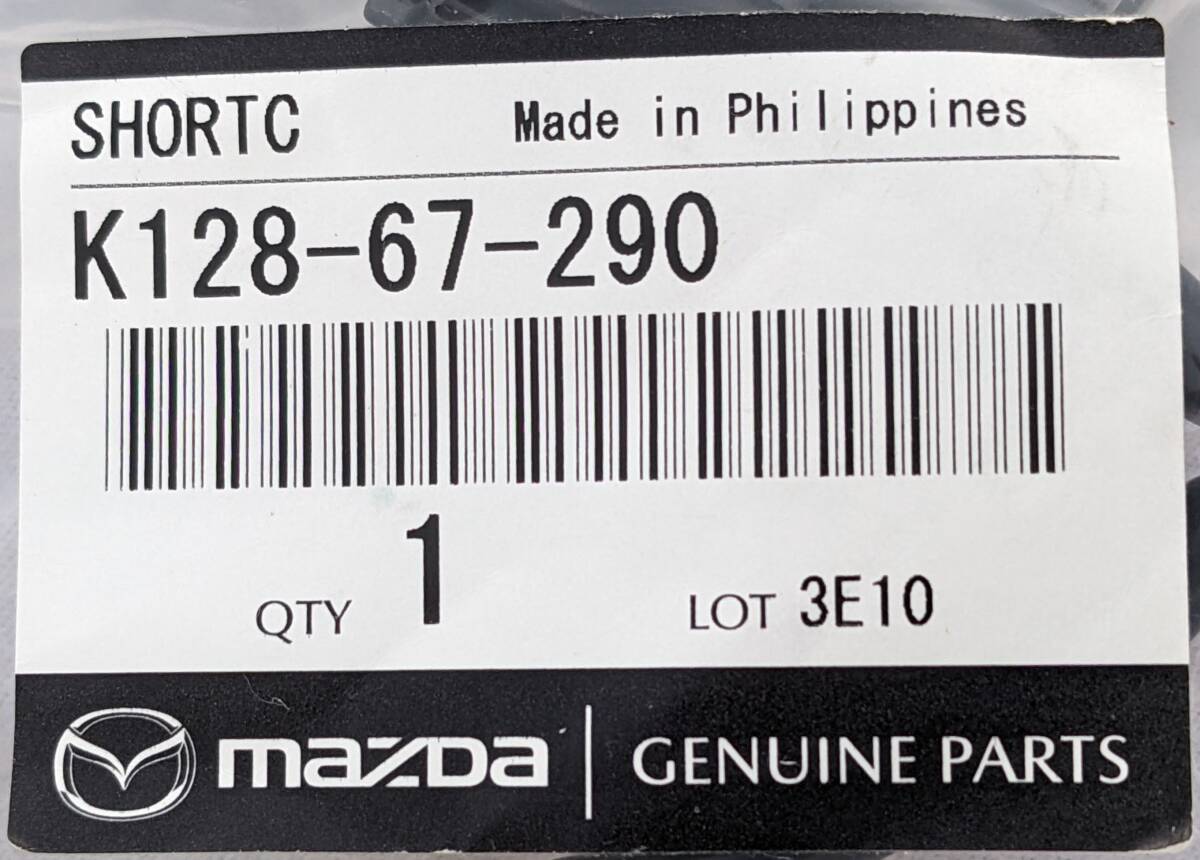 SHORTC Made in Philippines
K128-67-290
QTY 1 LOT 3E10
mazDa GENUINE PARTS